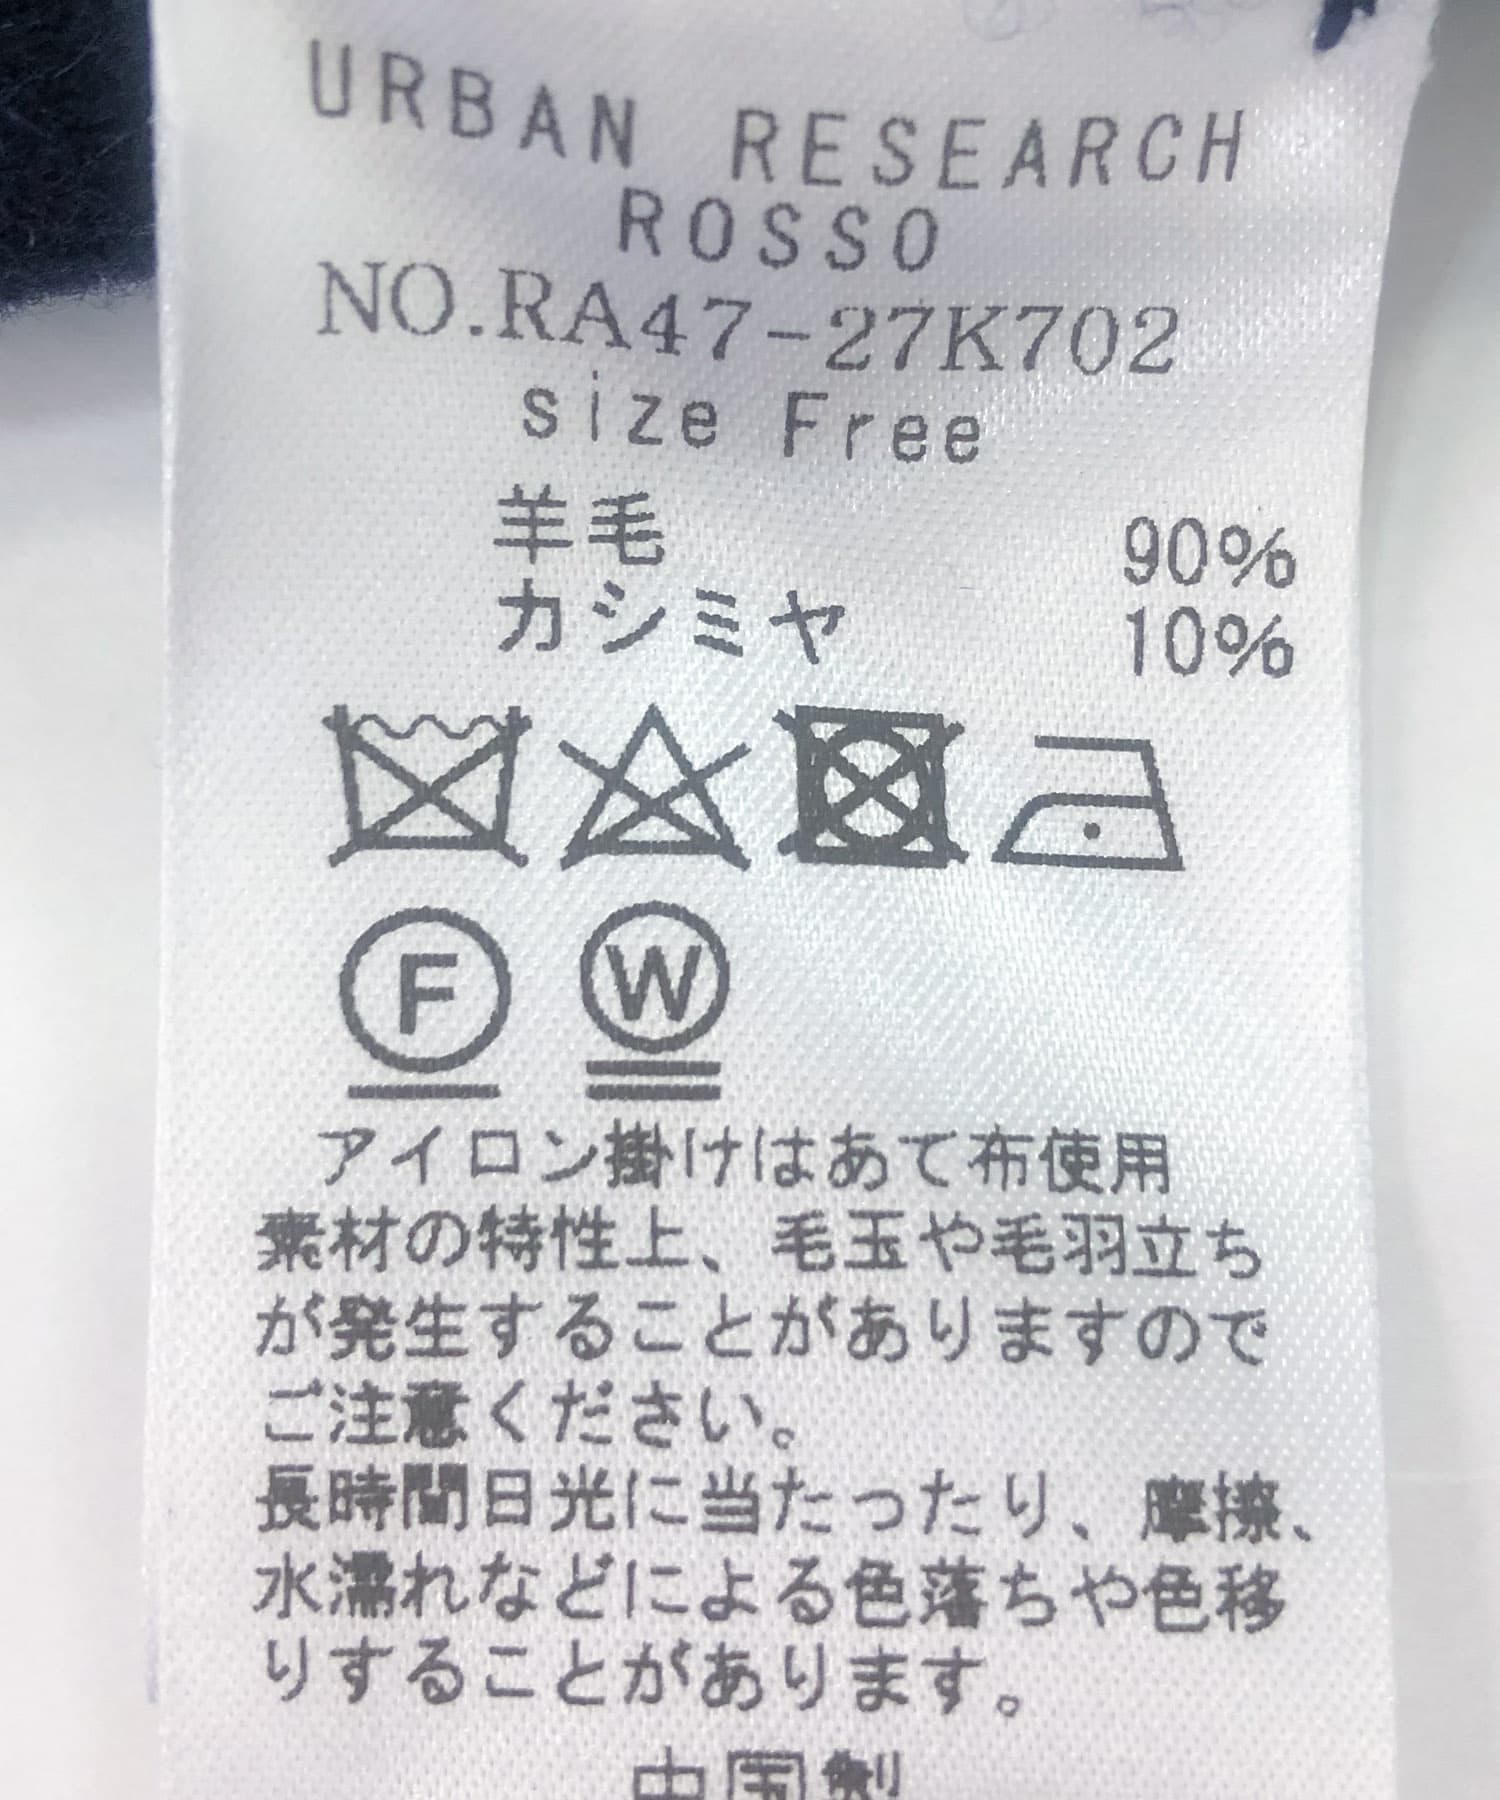 URBAN RESEARCH
ROSSO
NO.RA47-27K702
size Free
羊毛 90%
カシミヤ 10%
F W
アイロン掛けはあて布使用
素材の特性上、毛玉や毛羽立ち
が発生することがありますので
ご注意ください。
長時間日光に当たったり、摩擦、
水濡れなどによる色落ちや色移
りすることがあります。
中国製